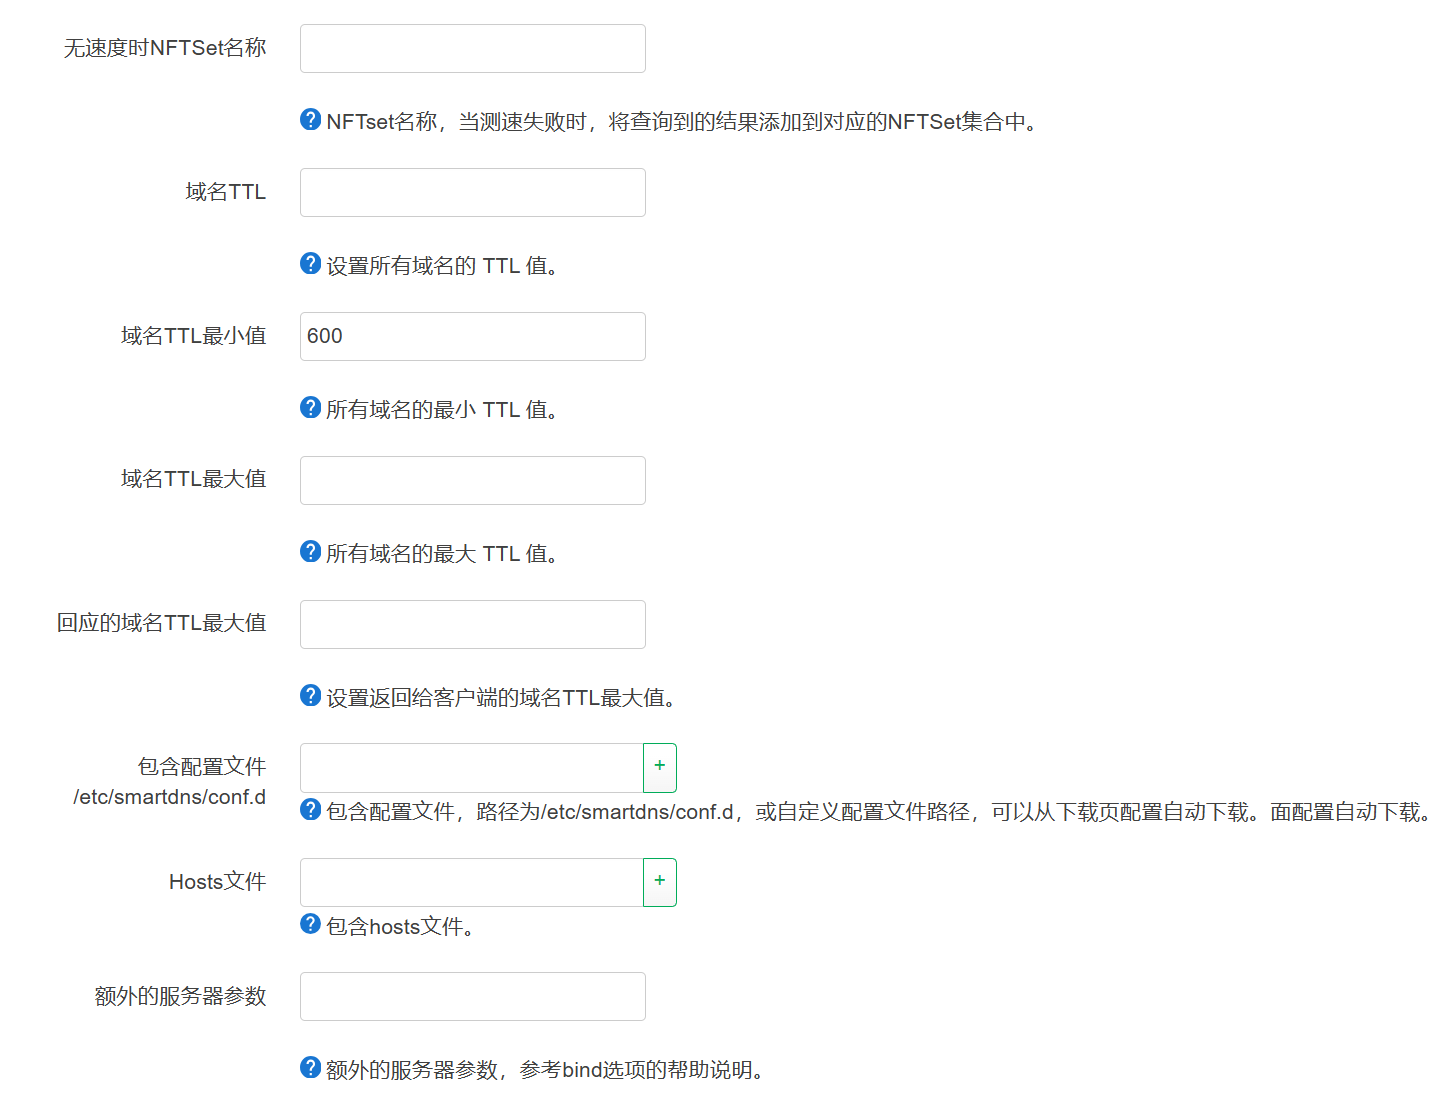 无速度时NFTSet名称
NFTset名称，当测速失败时，将查询到的结果添加到对应的NFTSet集合中。
域名TTL
设置所有域名的 TTL 值。
域名TTL最小值
600
所有域名的最小 TTL 值。
域名TTL最大值
所有域名的最大 TTL 值。
回应的域名TTL最大值
设置返回给客户端的域名TTL最大值。
包含配置文件
/etc/smartdns/conf.d
+
包含配置文件，路径为/etc/smartdns/conf.d，或自定义配置文件路径，可以从下载页配置自动下载。面配置自动下载。
Hosts文件
+
包含hosts文件。
额外的服务器参数
额外的服务器参数，参考bind选项的帮助说明。